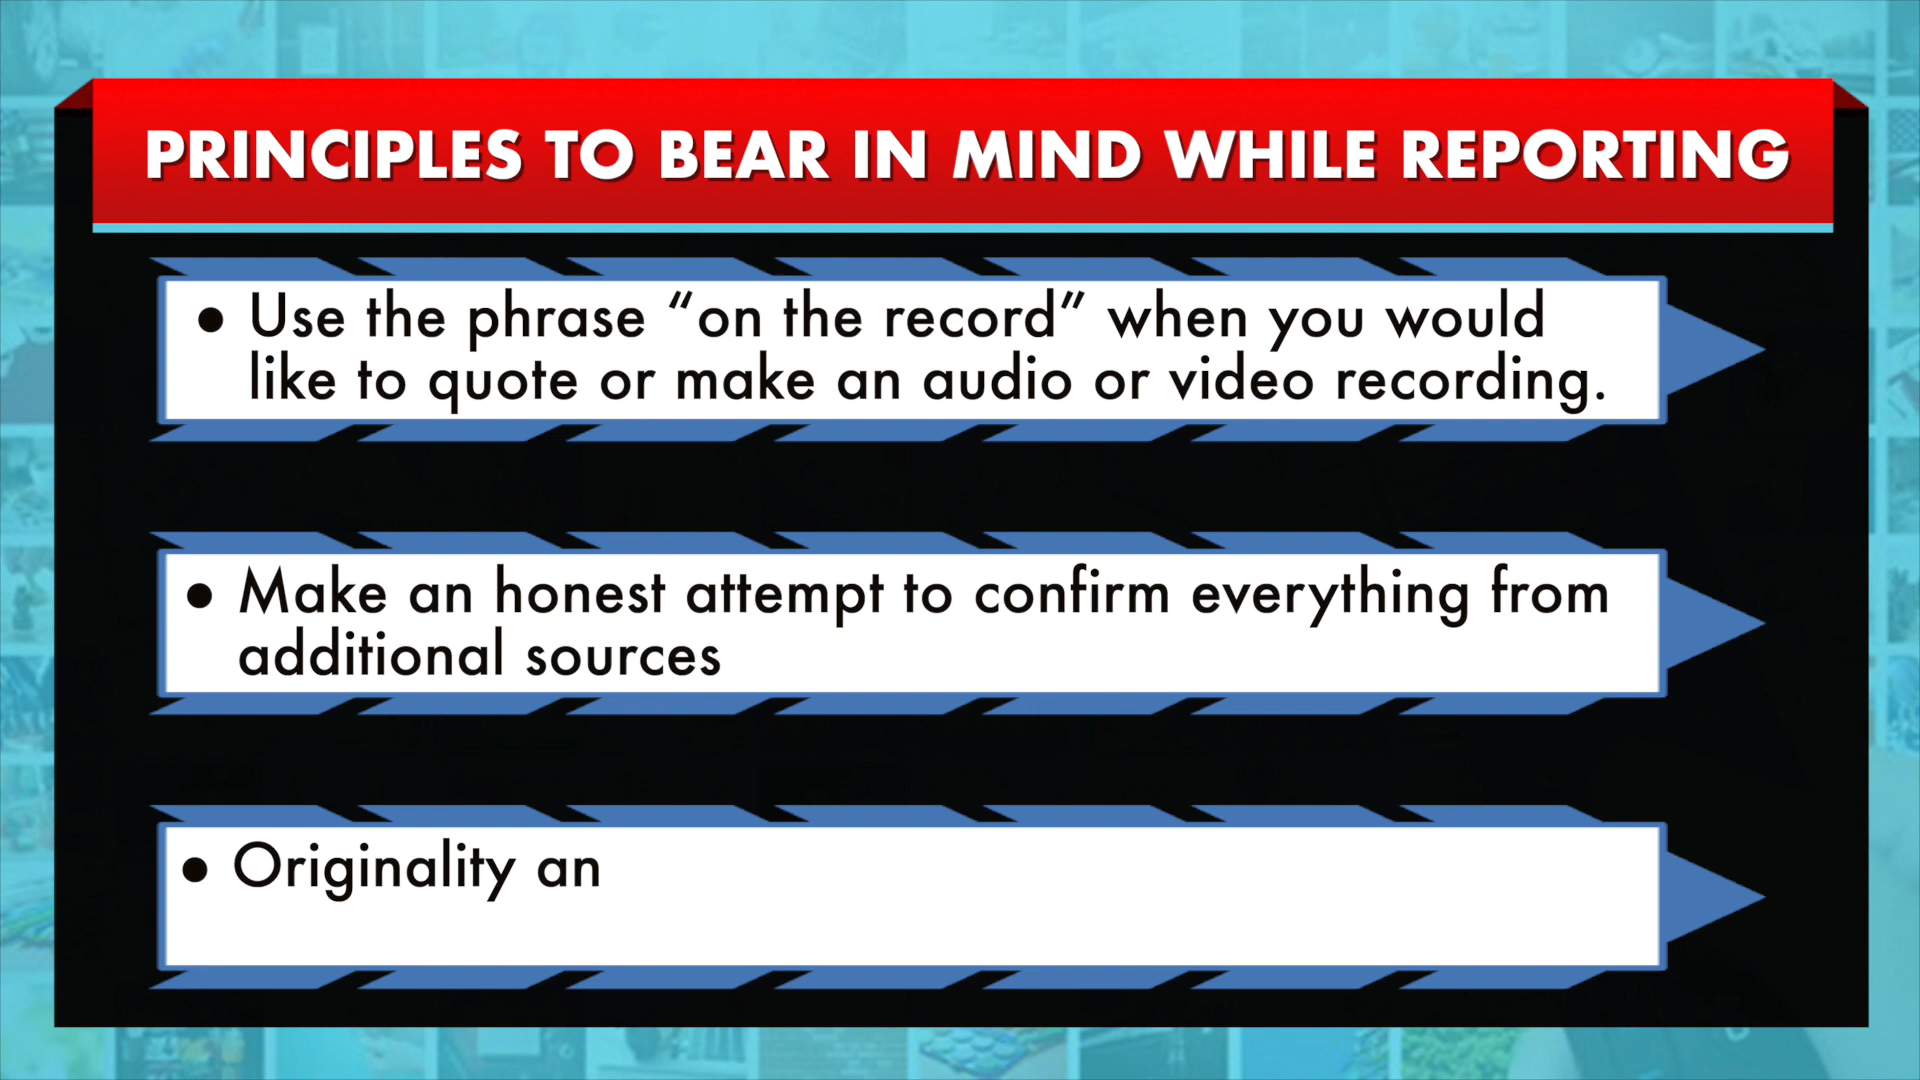 PRINCIPLES TO BEAR IN MIND WHILE REPORTING
● Use the phrase “on the record” when you would
like to quote or make an audio or video recording.
● Make an honest attempt to confirm everything from
additional sources
● Originality an